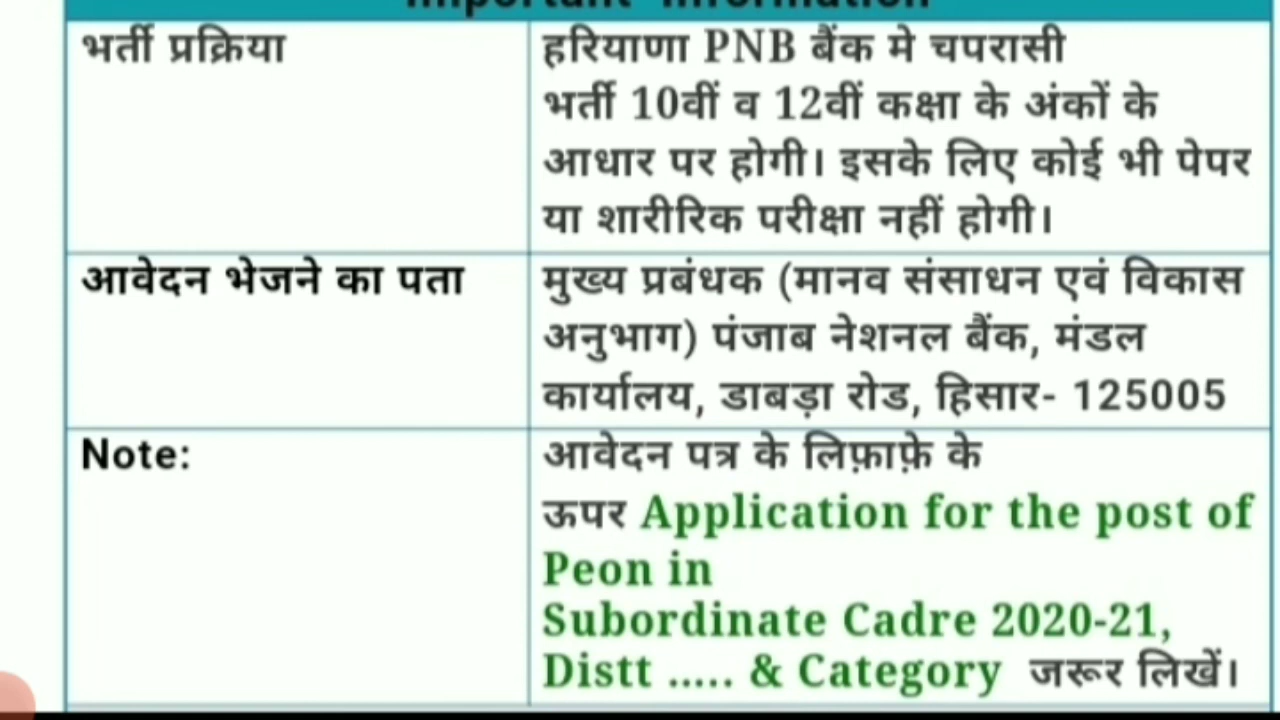 Important Information
भर्ती प्रक्रिया
हरियाणा PNB बैंक मे चपरासी
भर्ती 10वीं व 12वीं कक्षा के अंकों के
आधार पर होगी। इसके लिए कोई भी पेपर
या शारीरिक परीक्षा नहीं होगी।
आवेदन भेजने का पता
मुख्य प्रबंधक (मानव संसाधन एवं विकास
अनुभाग) पंजाब नेशनल बैंक, मंडल
कार्यालय, डाबड़ा रोड, हिसार- 125005
Note:
आवेदन पत्र के लिफ़ाफ़े के
ऊपर Application for the post of
Peon in
Subordinate Cadre 2020-21,
Distt ..... & Category जरूर लिखें।